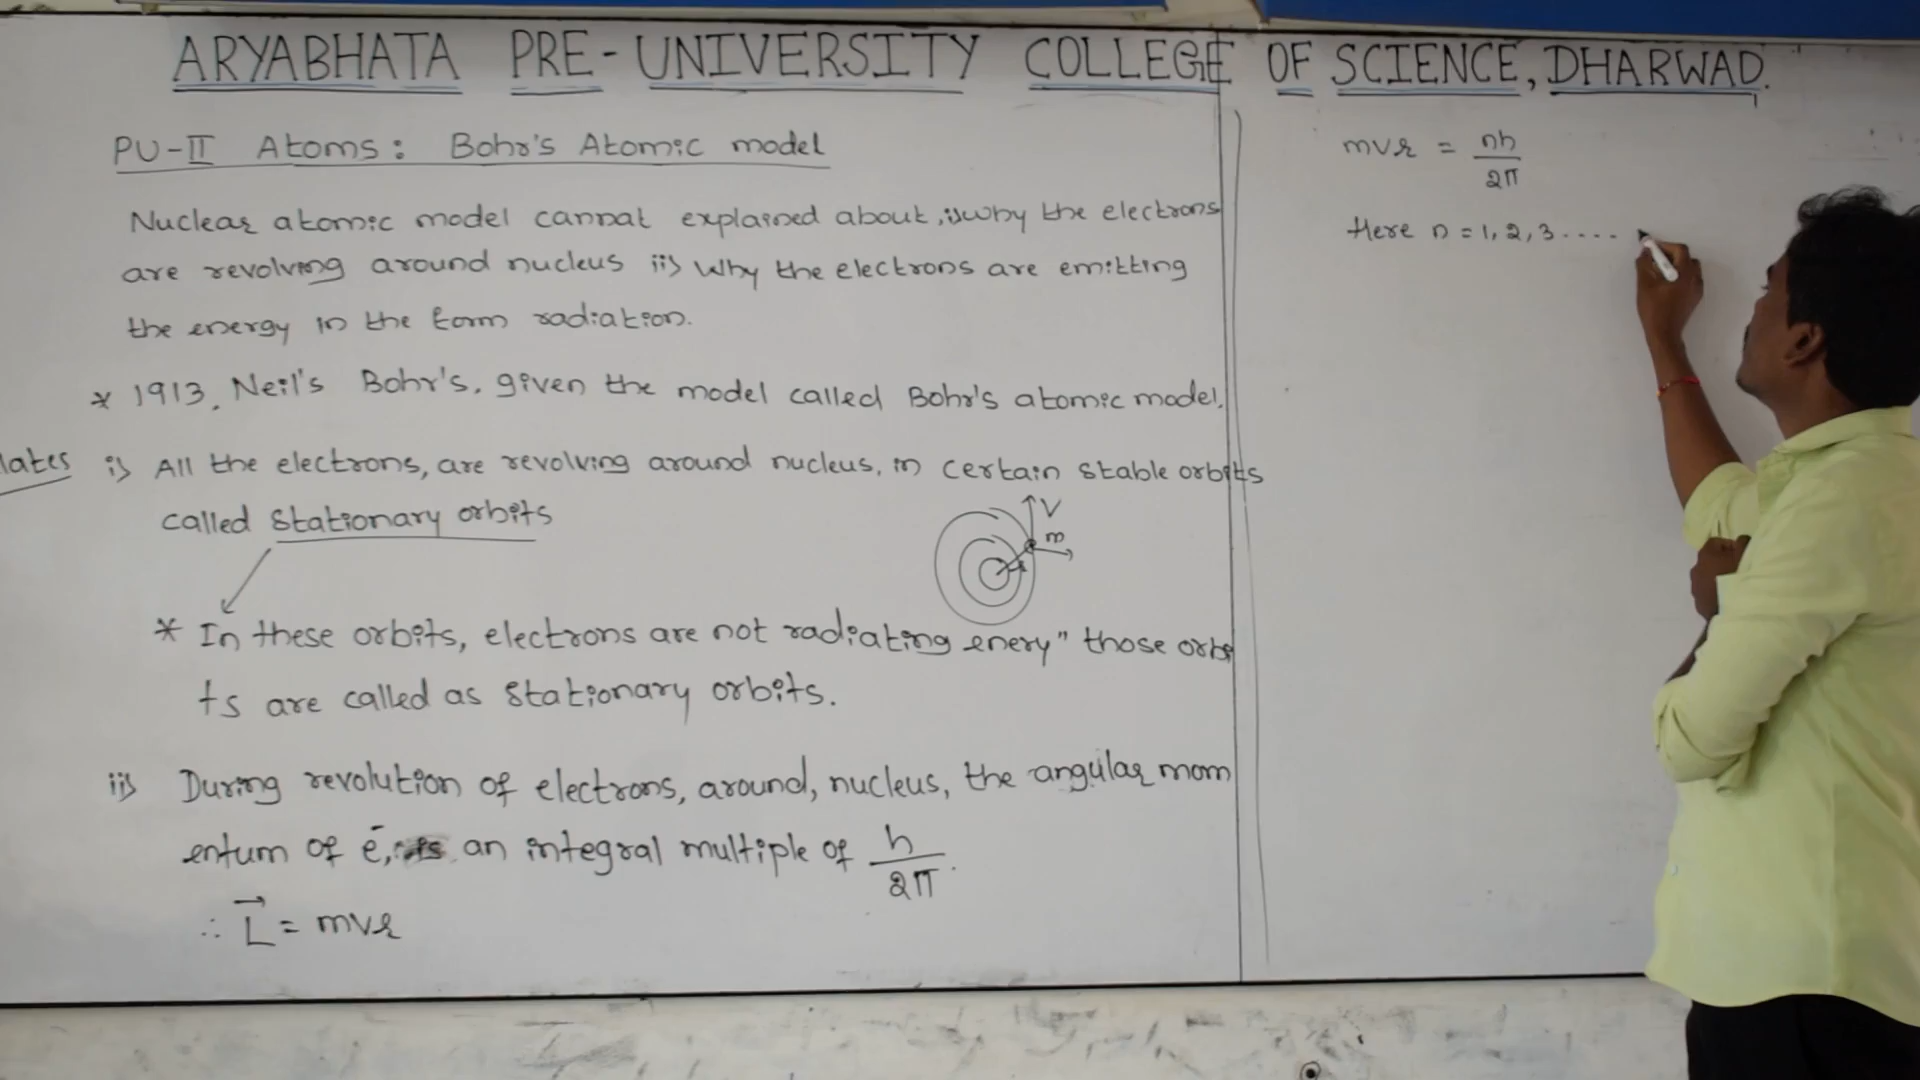 ARYABHATA PRE-UNIVERSITY COLLEGE OF SCIENCE, DHARWAD.
PU-II Atoms: Bohr's Atomic model
Nuclear atomic model cannat explained about, i) why the electrons
are revolving around nucleus ii) Why the electrons are emitting
the energy in the form radiation.
* 1913, Neil's Bohr's, given the model called Bohr's atomic model.
lates i) All the electrons, are revolving around nucleus, in certain stable orbits
called stationary orbits
V
m
r
* In these orbits, electrons are not radiating enery" those orbi
ts are called as stationary orbits.
ii) During revolution of electrons, around, nucleus, the angular mom
entum of e⁻, is an integral multiple of h/2π.
∴ L⃗ = mvr
mvr = nh/2π
Here n = 1, 2, 3 ....